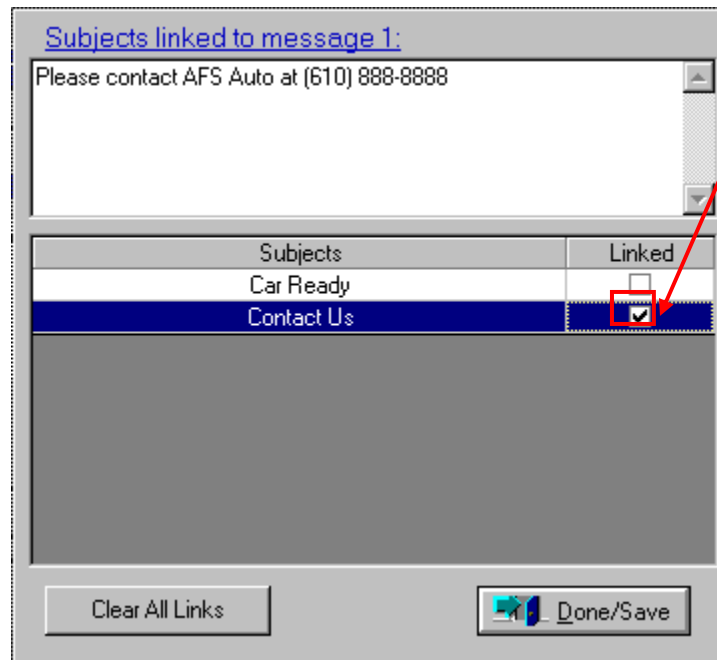 Subjects linked to message 1:
Please contact AFS Auto at (610) 888-8888
Subjects Linked
Car Ready
Contact Us
Clear All Links Done/Save